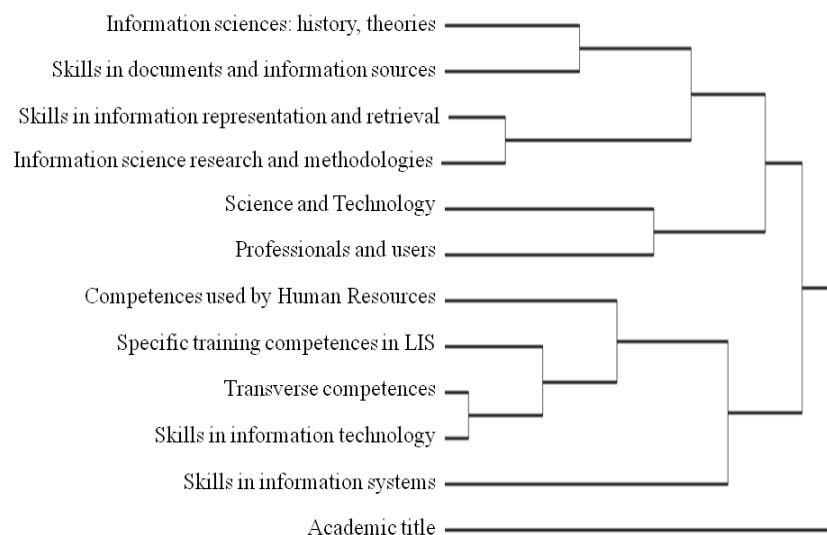 Information sciences: history, theories
Skills in documents and information sources
Skills in information representation and retrieval
Information science research and methodologies
Science and Technology
Professionals and users
Competences used by Human Resources
Specific training competences in LIS
Transverse competences
Skills in information technology
Skills in information systems
Academic title